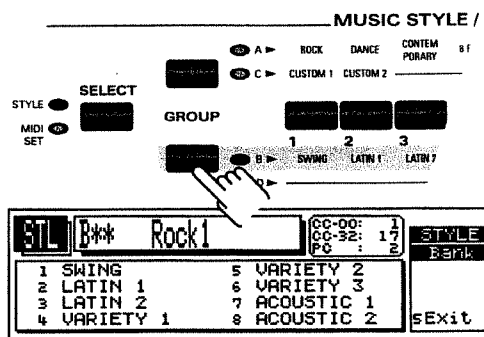 MUSIC STYLE /
A ► ROCK DANCE CONTEM PORARY
C ► CUSTOM 1 CUSTOM 2
SELECT
STYLE
MIDI SET
GROUP
1 2 3
B ► SWING LATIN 1 LATIN 2
D ►
STL B** Rock1 CC-00: 1
CC-32: 17
PC : 2
STYLE
Bank
1 SWING 5 VARIETY 2
2 LATIN 1 6 VARIETY 3
3 LATIN 2 7 ACOUSTIC 1
4 VARIETY 1 8 ACOUSTIC 2
sExit